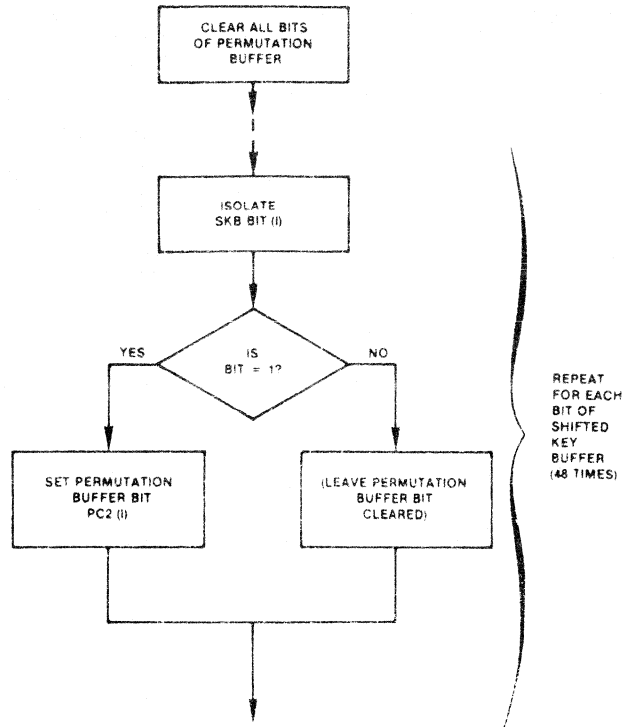 CLEAR ALL BITS
OF PERMUTATION
BUFFER
ISOLATE
SKB BIT (I)
IS
BIT = 1?
YES
NO
SET PERMUTATION
BUFFER BIT
PC2 (I)
(LEAVE PERMUTATION
BUFFER BIT
CLEARED)
REPEAT
FOR EACH
BIT OF
SHIFTED
KEY
BUFFER
(48 TIMES)